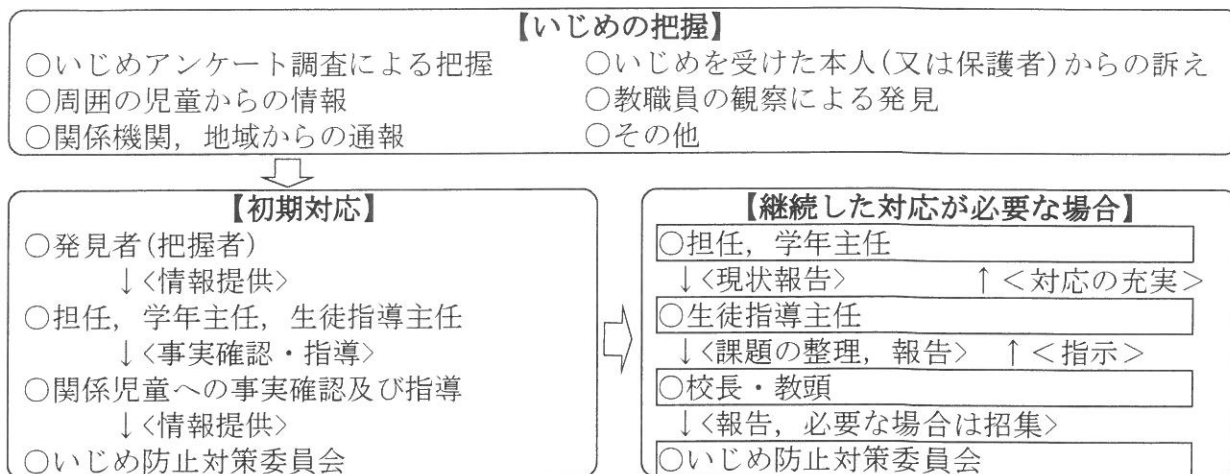 【いじめの把握】
○いじめアンケート調査による把握 ○いじめを受けた本人(又は保護者)からの訴え
○周囲の児童からの情報 ○教職員の観察による発見
○関係機関，地域からの通報 ○その他
【初期対応】
○発見者(把握者)
↓<情報提供>
○担任，学年主任，生徒指導主任
↓<事実確認・指導>
○関係児童への事実確認及び指導
↓<情報提供>
○いじめ防止対策委員会
【継続した対応が必要な場合】
○担任，学年主任
↓<現状報告> ↑＜対応の充実＞
○生徒指導主任
↓<課題の整理，報告> ↑＜指示＞
○校長・教頭
↓<報告，必要な場合は招集>
○いじめ防止対策委員会